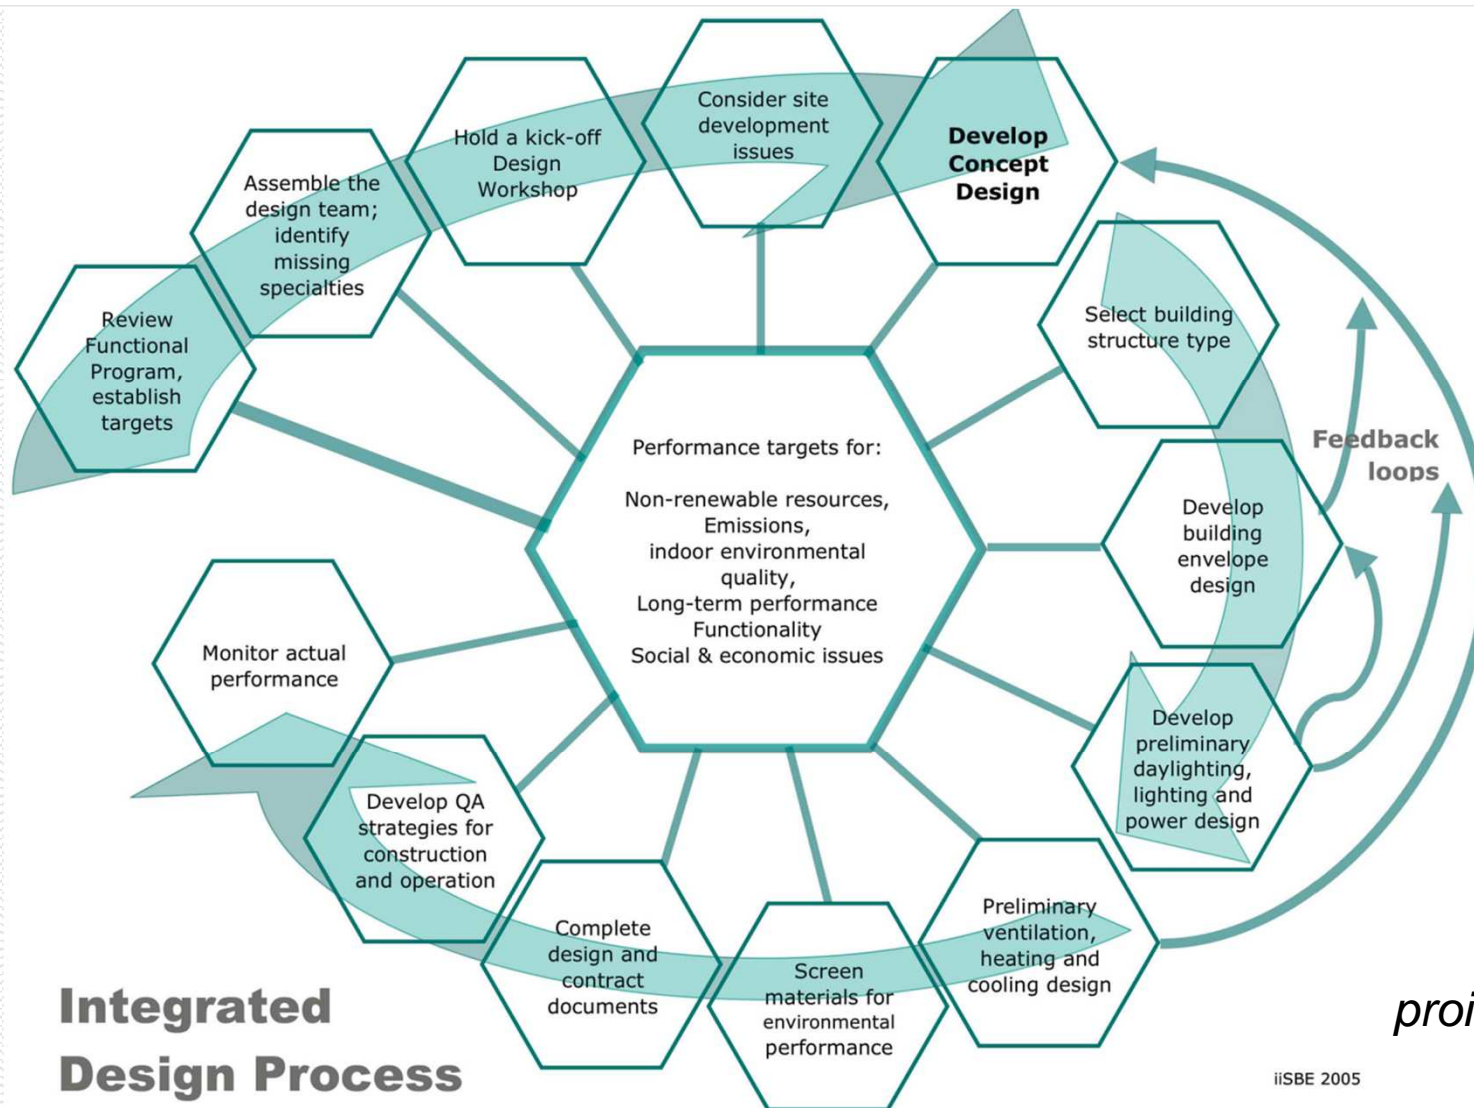 Review
Functional
Program,
establish
targets
Assemble the
design team;
identify
missing
specialties
Hold a kick-off
Design
Workshop
Consider site
development
issues
Develop
Concept
Design
Select building
structure type
Feedback
loops
Develop
building
envelope
design
Develop
preliminary
daylighting,
lighting and
power design
Preliminary
ventilation,
heating and
cooling design
Screen
materials for
environmental
performance
Complete
design and
contract
documents
Develop QA
strategies for
construction
and operation
Monitor actual
performance
Performance targets for:
Non-renewable resources,
Emissions,
indoor environmental
quality,
Long-term performance
Functionality
Social & economic issues
Integrated
Design Process
proi
iiSBE 2005